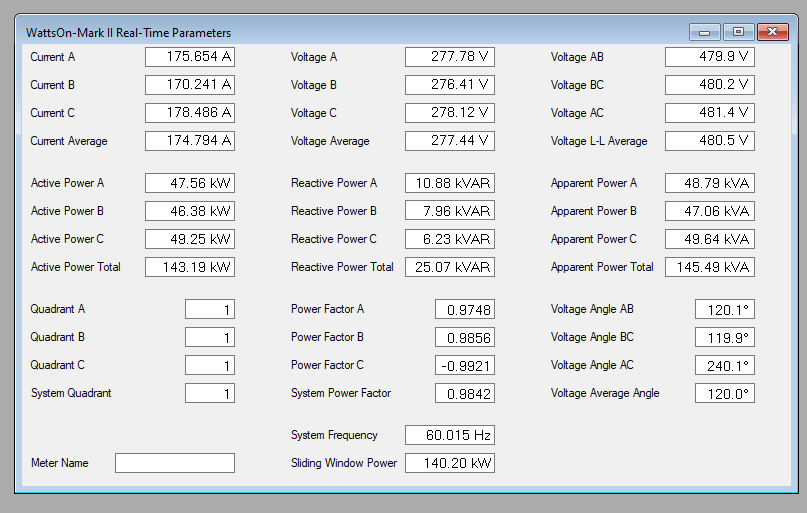 WattsOn-Mark II Real-Time Parameters
Current A 175.654 A Voltage A 277.78 V Voltage AB 479.9 V
Current B 170.241 A Voltage B 276.41 V Voltage BC 480.2 V
Current C 178.486 A Voltage C 278.12 V Voltage AC 481.4 V
Current Average 174.794 A Voltage Average 277.44 V Voltage L-L Average 480.5 V
Active Power A 47.56 kW Reactive Power A 10.88 kVAR Apparent Power A 48.79 kVA
Active Power B 46.38 kW Reactive Power B 7.96 kVAR Apparent Power B 47.06 kVA
Active Power C 49.25 kW Reactive Power C 6.23 kVAR Apparent Power C 49.64 kVA
Active Power Total 143.19 kW Reactive Power Total 25.07 kVAR Apparent Power Total 145.49 kVA
Quadrant A 1 Power Factor A 0.9748 Voltage Angle AB 120.1°
Quadrant B 1 Power Factor B 0.9856 Voltage Angle BC 119.9°
Quadrant C 1 Power Factor C -0.9921 Voltage Angle AC 240.1°
System Quadrant 1 System Power Factor 0.9842 Voltage Average Angle 120.0°
System Frequency 60.015 Hz
Meter Name Sliding Window Power 140.20 kW